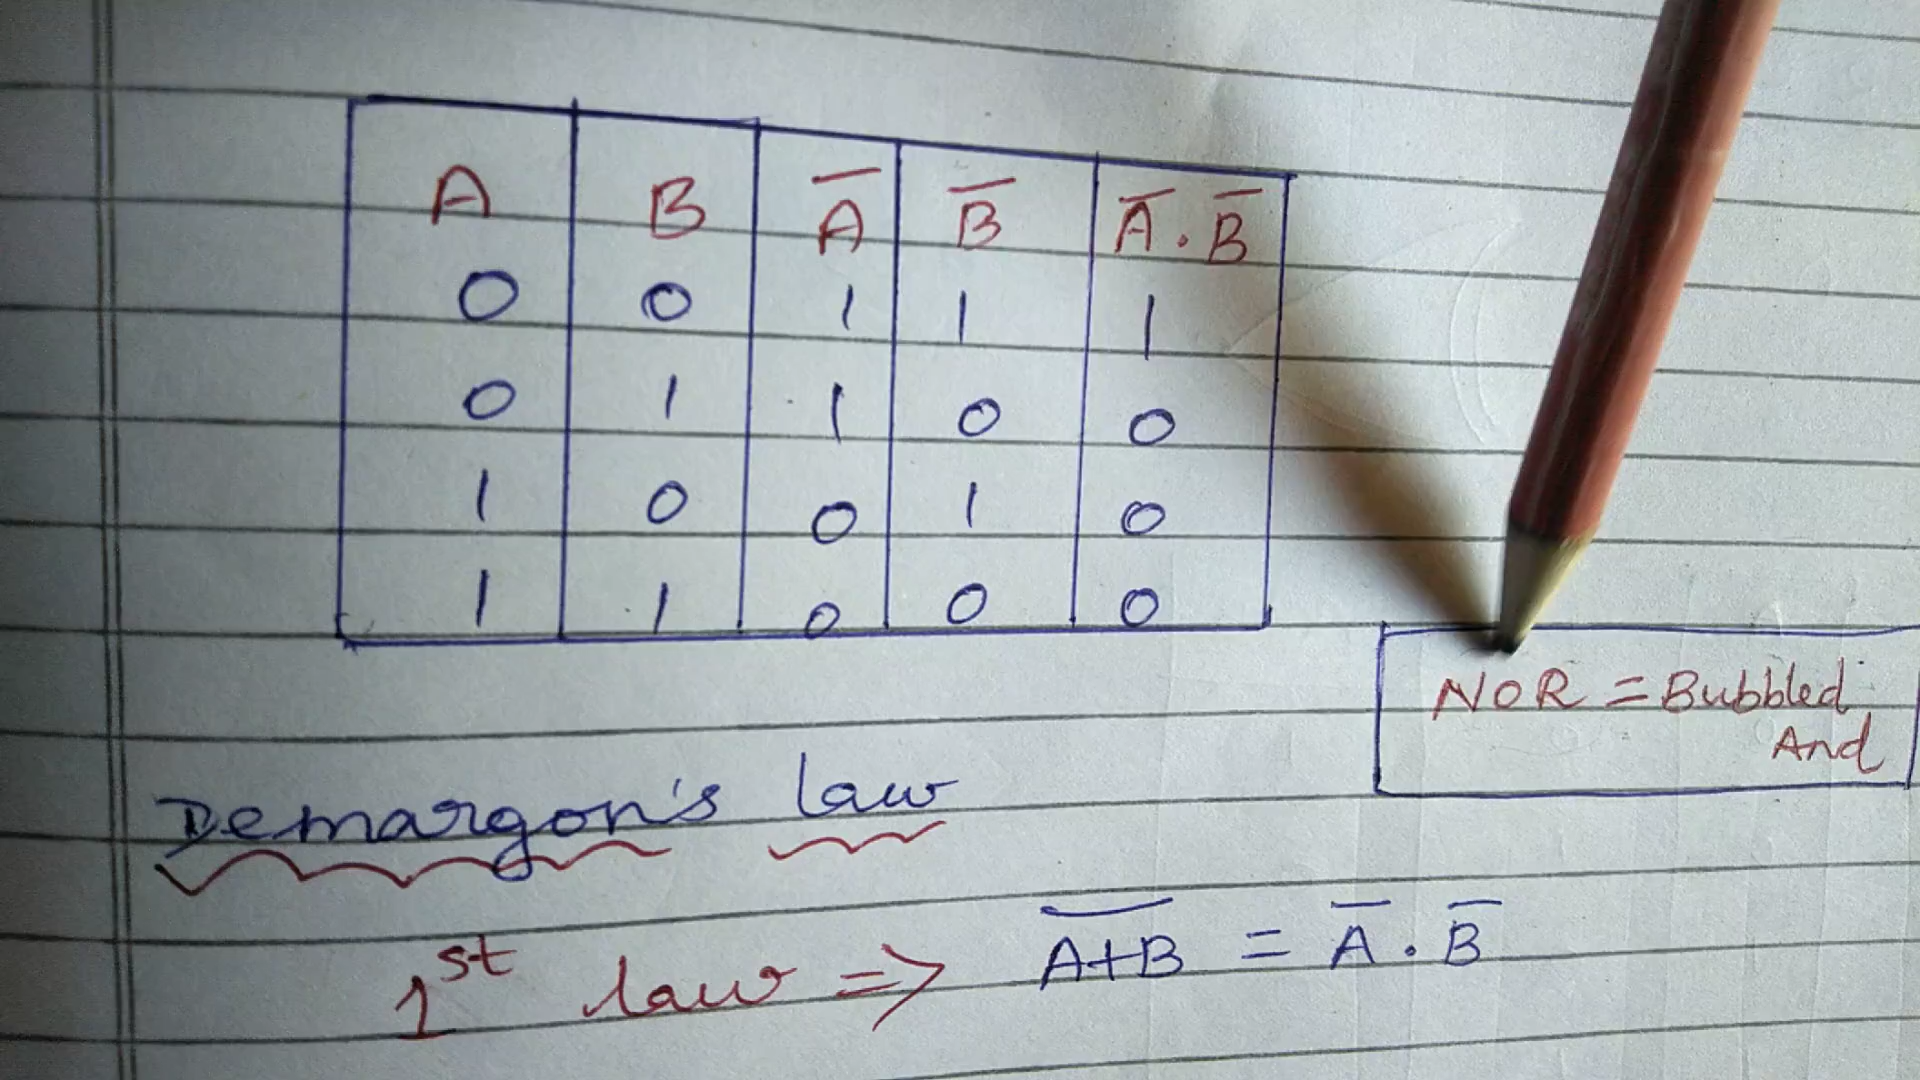 A B A̅ B̅ A̅ . B̅
0 0 1 1 1
0 1 1 0 0
1 0 0 1 0
1 1 0 0 0
NOR = Bubbled
And
Demargon's law
1st law => A̅+̅B̅ = A̅ . B̅